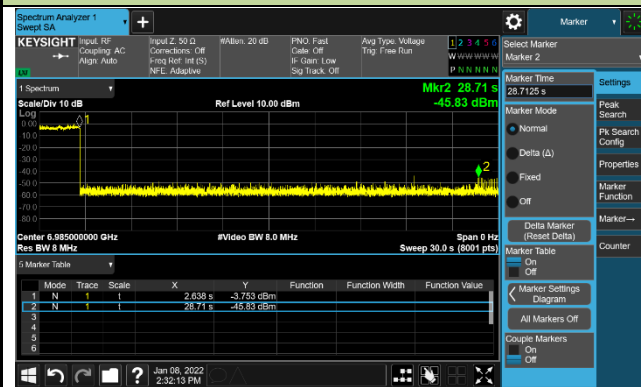 Spectrum Analyzer 1
Swept SA
Marker
KEYSIGHT
Input: RF
Coupling: AC
Align: Auto
Input Z: 50 Ω
Corrections: Off
Freq Ref: Int (S)
NFE: Adaptive
#Atten: 20 dB
PNO: Fast
Gate: Off
IF Gain: Low
Sig Track: Off
Avg Type: Voltage
Trig: Free Run
1 2 3 4 5 6
W W W W W W
P N N N N N
LXI
Select Marker
Marker 2
1 Spectrum
Scale/Div 10 dB
Ref Level 10.00 dBm
Mkr2 28.71 s
-45.83 dBm
Log
0.00
-10.0
-20.0
-30.0
-40.0
-50.0
-60.0
-70.0
-80.0
1
2
Center 6.985000000 GHz
Res BW 8 MHz
#Video BW 8.0 MHz
Span 0 Hz
Sweep 30.0 s (8001 pts)
5 Marker Table
Mode Trace Scale X Y Function Function Width Function Value
1 N 1 t 2.638 s -3.753 dBm
2 N 1 t 28.71 s -45.83 dBm
3
4
5
6
Marker Time
28.7125 s
Marker Mode
Normal
Delta (Δ)
Fixed
Off
Delta Marker
(Reset Delta)
Marker Table
On
Off
Marker Settings
Diagram
All Markers Off
Couple Markers
On
Off
Settings
Peak
Search
Pk Search
Config
Properties
Marker
Function
Marker→
Counter
Jan 08, 2022
2:32:13 PM